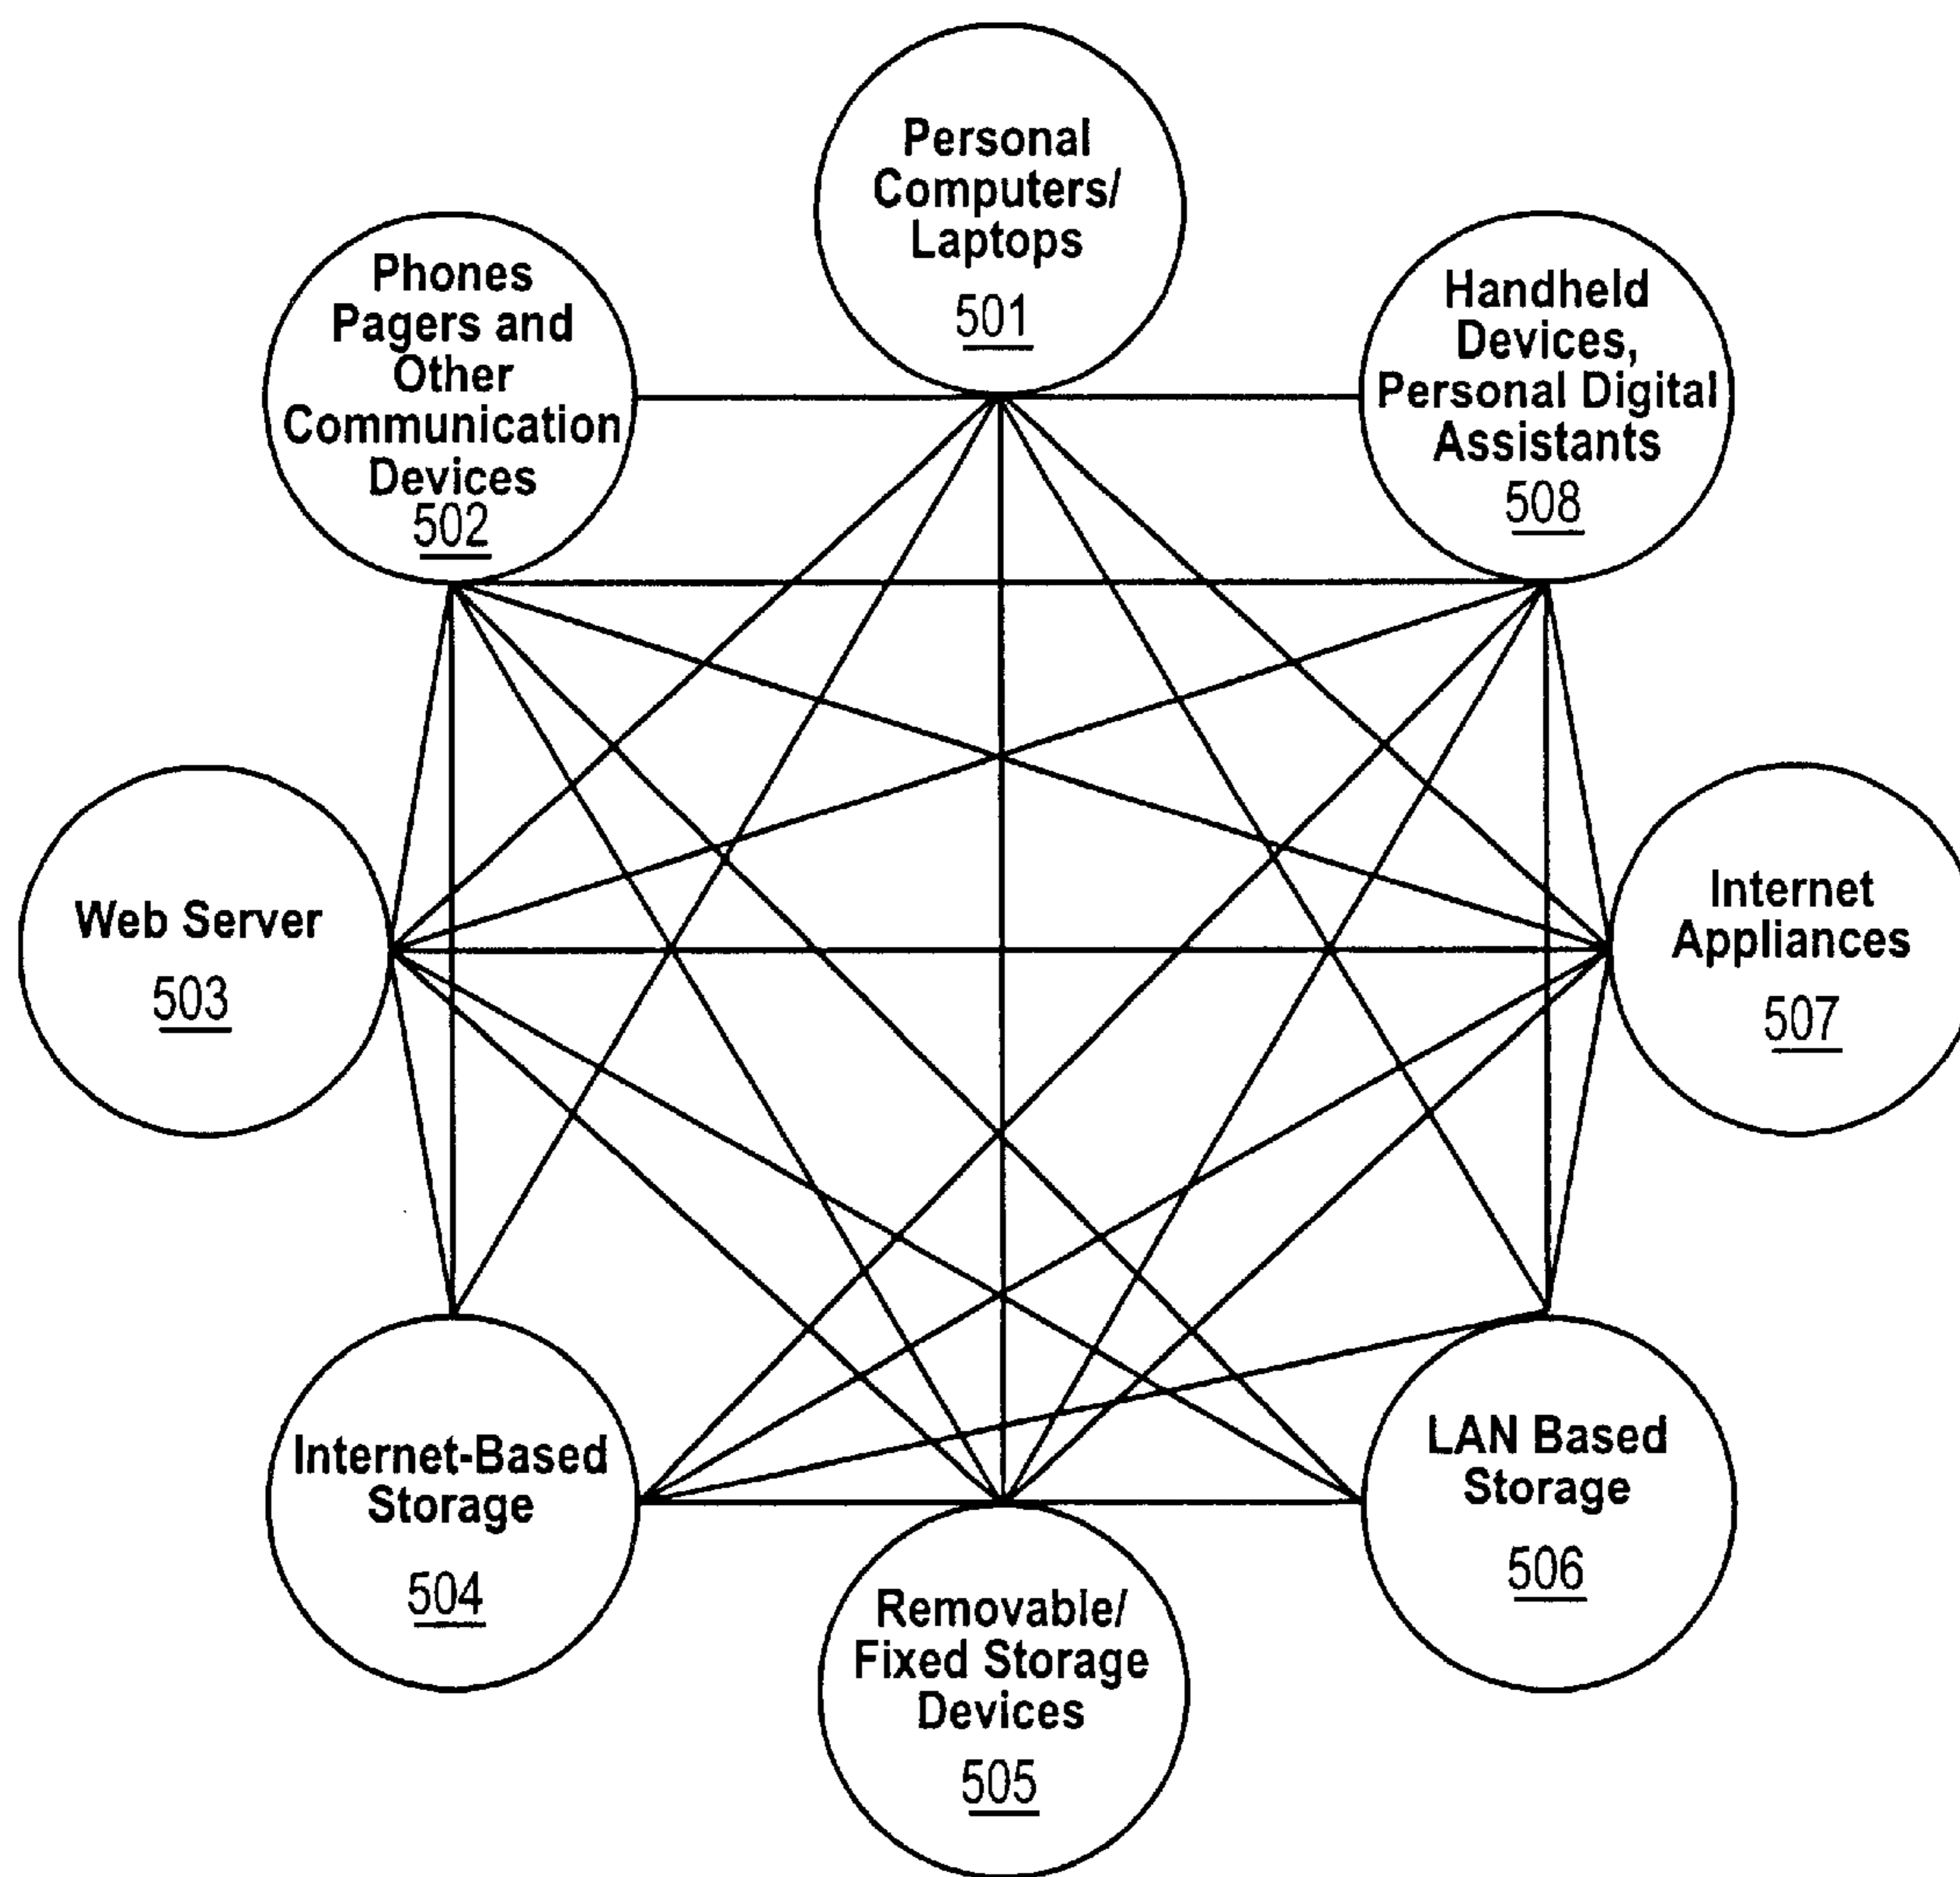 Personal
Computers/
Laptops
501
Phones
Pagers and
Other
Communication
Devices
502
Handheld
Devices,
Personal Digital
Assistants
508
Web Server
503
Internet
Appliances
507
Internet-Based
Storage
504
LAN Based
Storage
506
Removable/
Fixed Storage
Devices
505